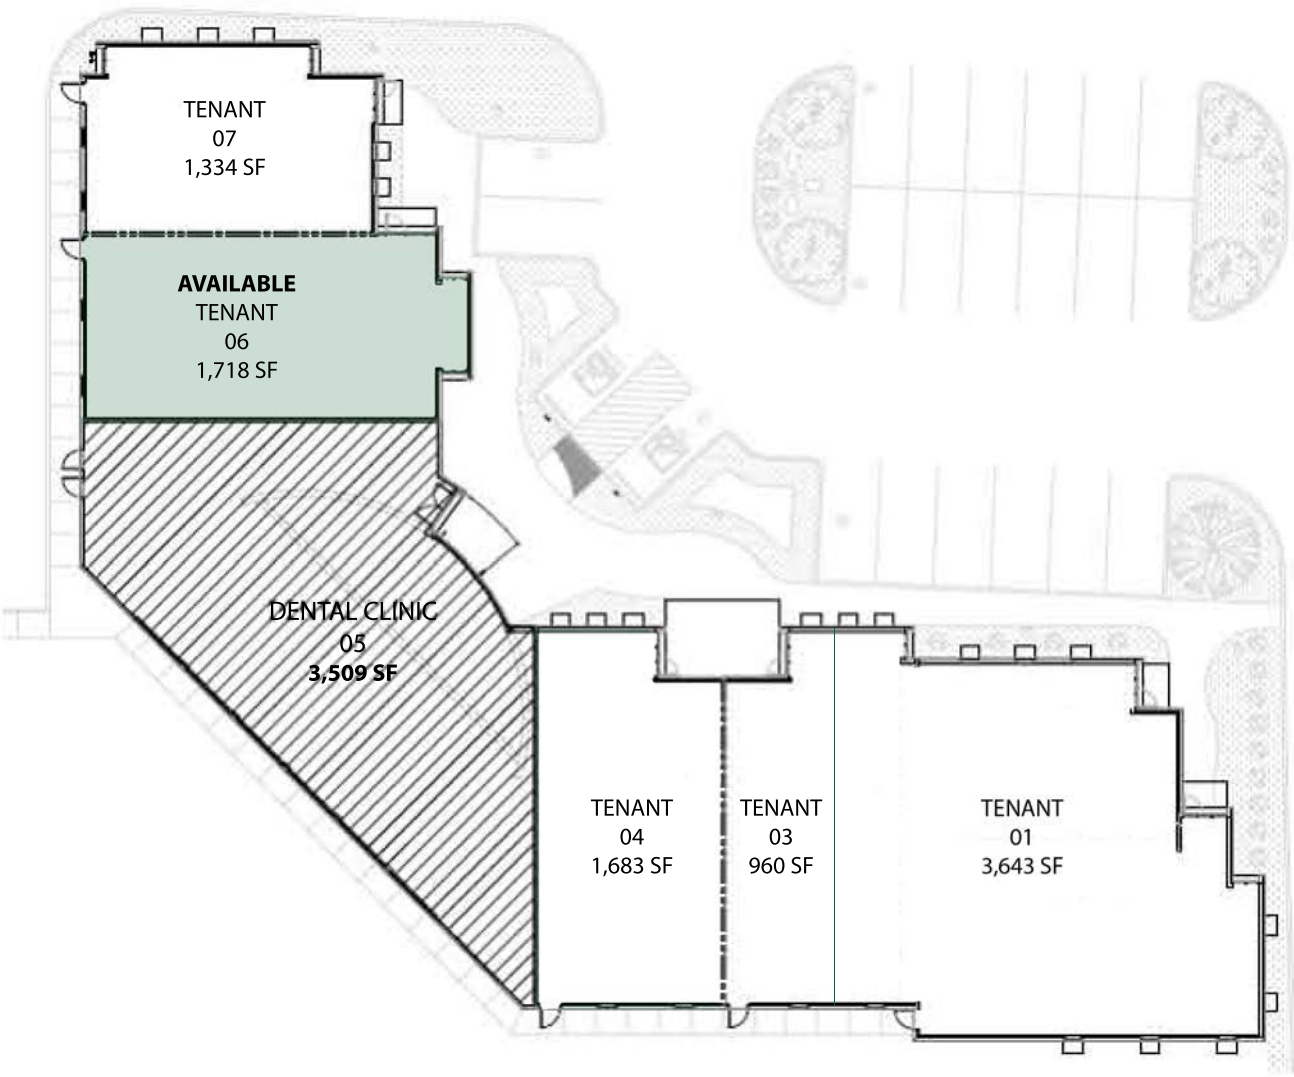 TENANT
07
1,334 SF
AVAILABLE
TENANT
06
1,718 SF
DENTAL CLINIC
05
3,509 SF
TENANT
04
1,683 SF
TENANT
03
960 SF
TENANT
01
3,643 SF